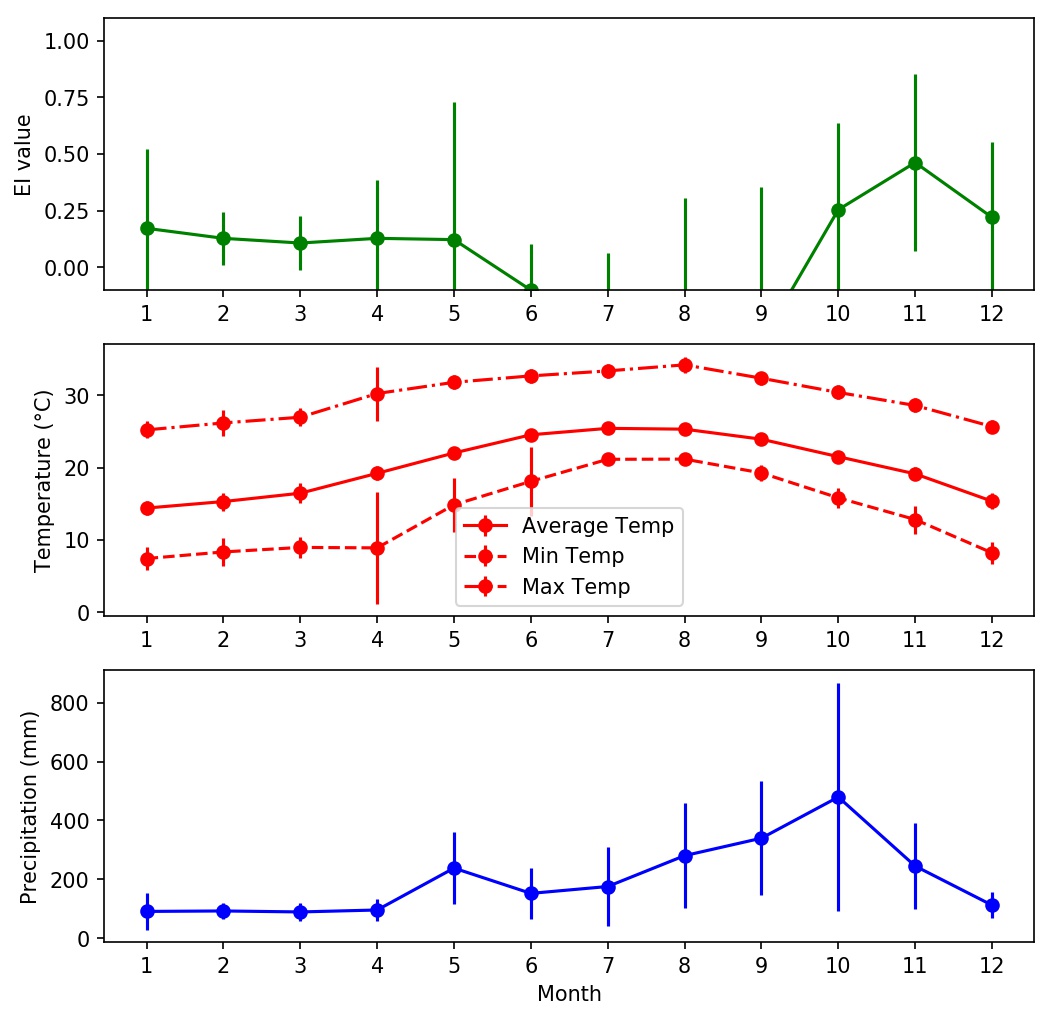 EI value
1.00
0.75
0.50
0.25
0.00
1 2 3 4 5 6 7 8 9 10 11 12
Temperature (°C)
30
20
10
0
Average Temp
Min Temp
Max Temp
1 2 3 4 5 6 7 8 9 10 11 12
Precipitation (mm)
800
600
400
200
0
1 2 3 4 5 6 7 8 9 10 11 12
Month